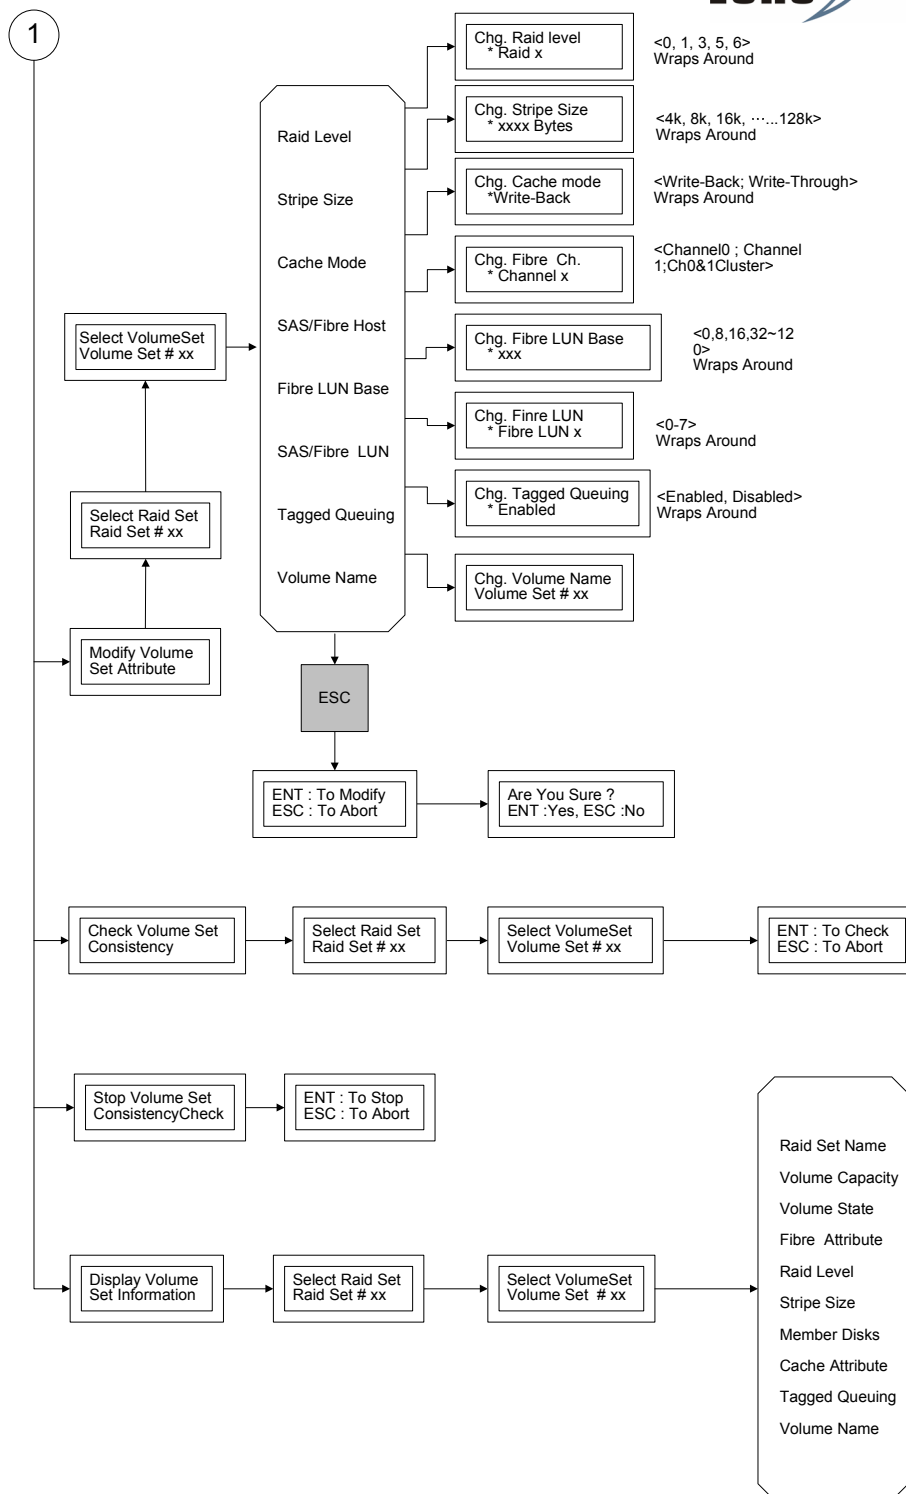 1
Chg. Raid level
* Raid x
<0, 1, 3, 5, 6>
Wraps Around
Chg. Stripe Size
* xxxx Bytes
<4k, 8k, 16k, ⋯...128k>
Wraps Around
Chg. Cache mode
*Write-Back
<Write-Back; Write-Through>
Wraps Around
Chg. Fibre Ch.
* Channel x
<Channel0 ; Channel
1;Ch0&1Cluster>
Chg. Fibre LUN Base
* xxx
<0,8,16,32~12
0>
Wraps Around
Chg. Finre LUN
* Fibre LUN x
<0-7>
Wraps Around
Chg. Tagged Queuing
* Enabled
<Enabled, Disabled>
Wraps Around
Chg. Volume Name
Volume Set # xx
Raid Level
Stripe Size
Cache Mode
SAS/Fibre Host
Fibre LUN Base
SAS/Fibre LUN
Tagged Queuing
Volume Name
Select VolumeSet
Volume Set # xx
Select Raid Set
Raid Set # xx
Modify Volume
Set Attribute
ESC
ENT : To Modify
ESC : To Abort
Are You Sure ?
ENT :Yes, ESC :No
Check Volume Set
Consistency
Select Raid Set
Raid Set # xx
Select VolumeSet
Volume Set # xx
ENT : To Check
ESC : To Abort
Stop Volume Set
ConsistencyCheck
ENT : To Stop
ESC : To Abort
Display Volume
Set Information
Select Raid Set
Raid Set # xx
Select VolumeSet
Volume Set # xx
Raid Set Name
Volume Capacity
Volume State
Fibre Attribute
Raid Level
Stripe Size
Member Disks
Cache Attribute
Tagged Queuing
Volume Name